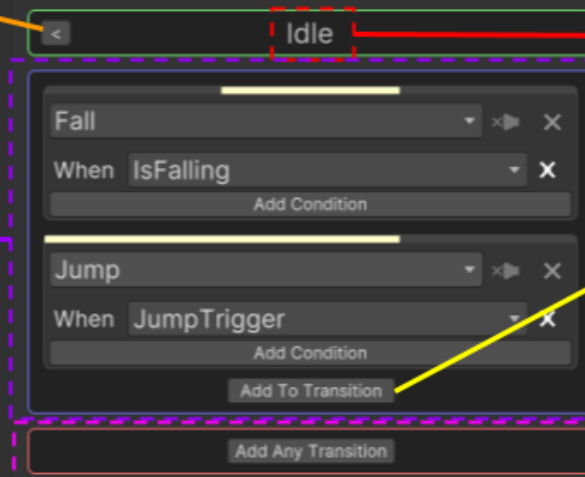 < Idle
Fall
When IsFalling
Add Condition
Jump
When JumpTrigger
Add Condition
Add To Transition
Add Any Transition